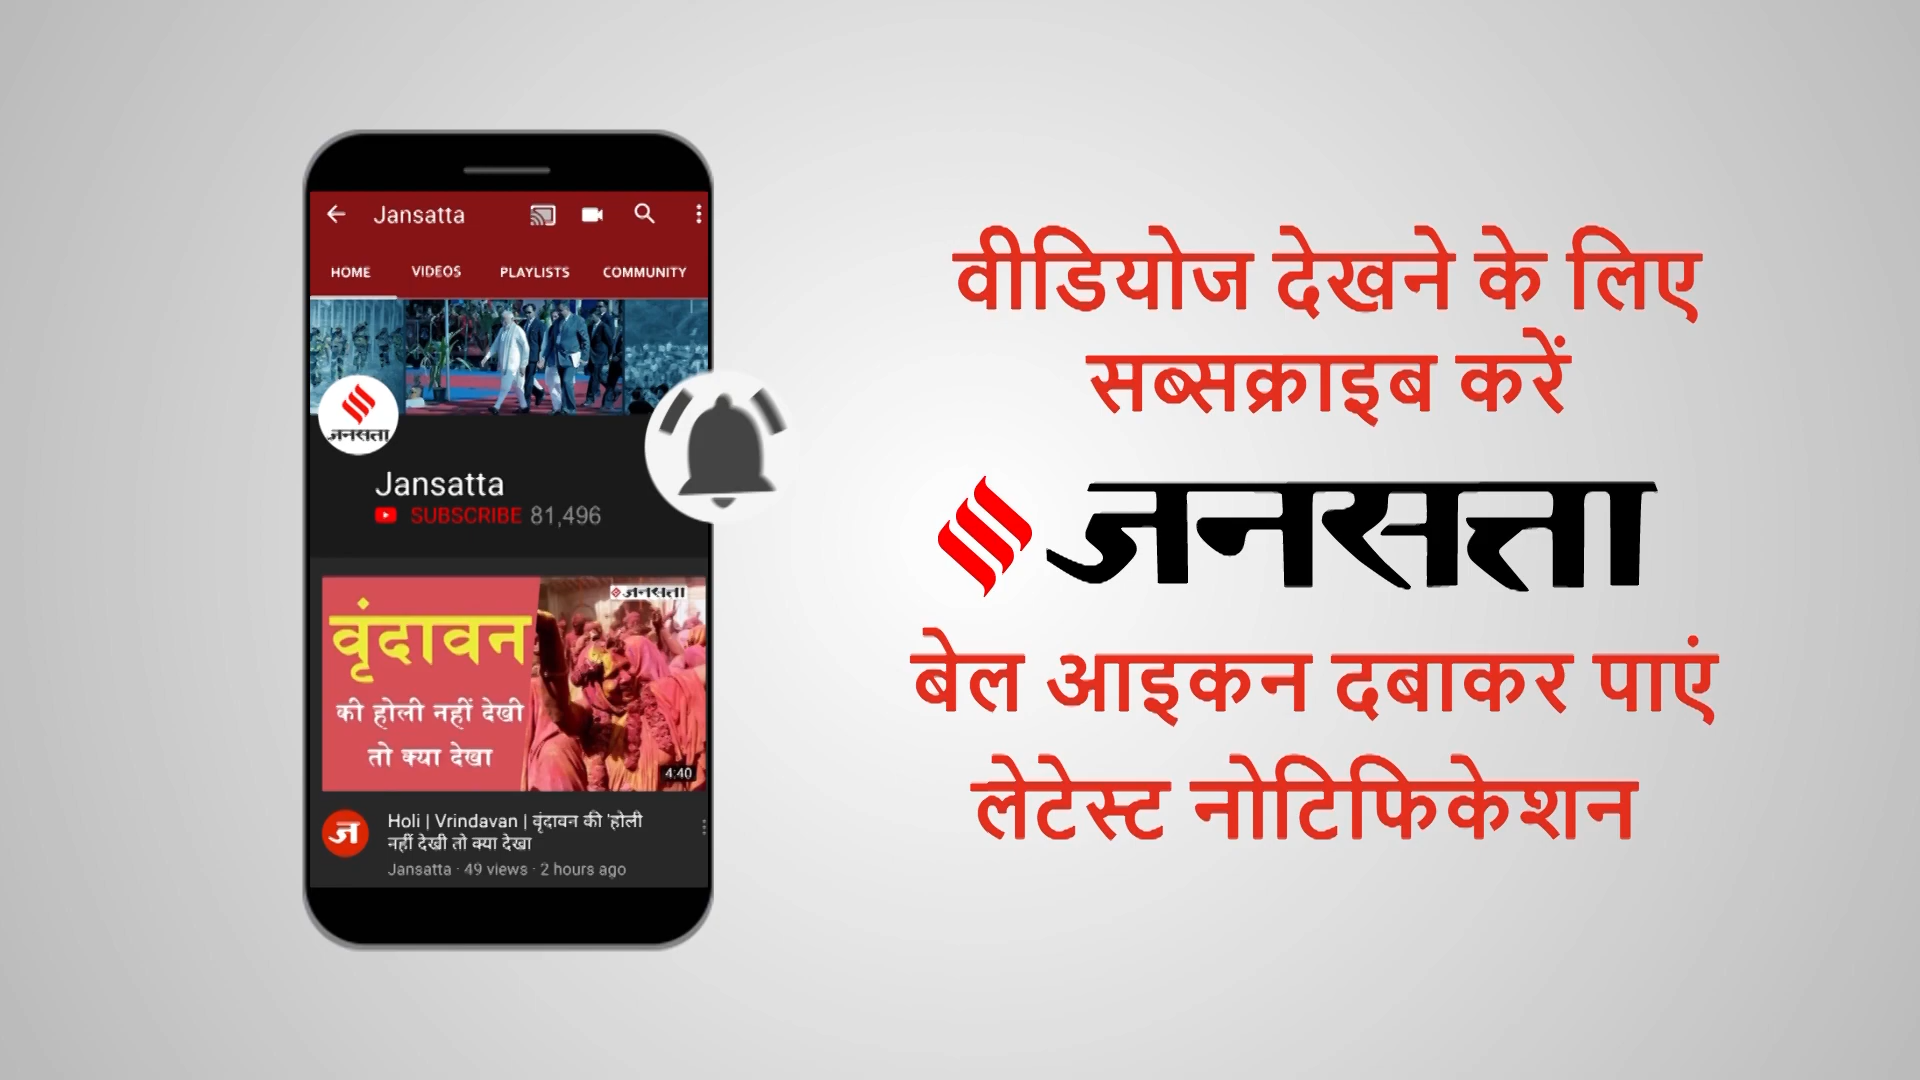 Jansatta
HOME VIDEOS PLAYLISTS COMMUNITY
जनसत्ता
Jansatta
SUBSCRIBE 81,496
जनसत्ता
वृंदावन
की होली नहीं देखी
तो क्या देखा
4:40
ज
Holi | Vrindavan | वृंदावन की 'होली
नहीं देखी तो क्या देखा
Jansatta · 49 views · 2 hours ago
वीडियोज देखने के लिए
सब्सक्राइब करें
जनसत्ता
बेल आइकन दबाकर पाएं
लेटेस्ट नोटिफिकेशन